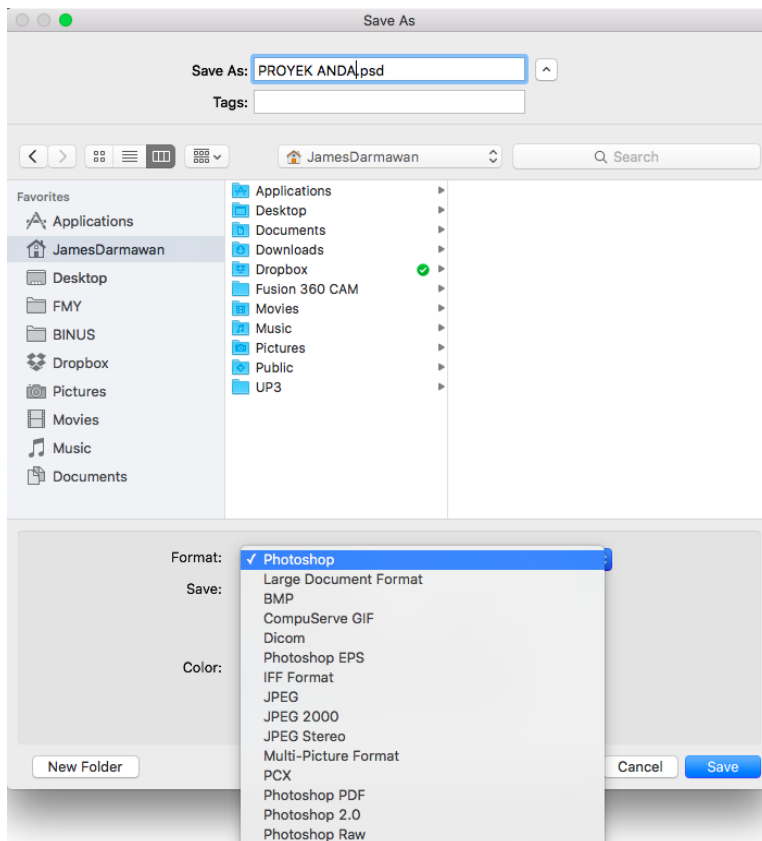 Save As
Save As: PROYEK ANDA.psd
Tags:
JamesDarmawan
Search
Favorites
Applications
JamesDarmawan
Desktop
FMY
BINUS
Dropbox
Pictures
Movies
Music
Documents
Applications
Desktop
Documents
Downloads
Dropbox
Fusion 360 CAM
Movies
Music
Pictures
Public
UP3
Format:
Save:
Color:
Photoshop
Large Document Format
BMP
CompuServe GIF
Dicom
Photoshop EPS
IFF Format
JPEG
JPEG 2000
JPEG Stereo
Multi-Picture Format
PCX
Photoshop PDF
Photoshop 2.0
Photoshop Raw
New Folder
Cancel
Save